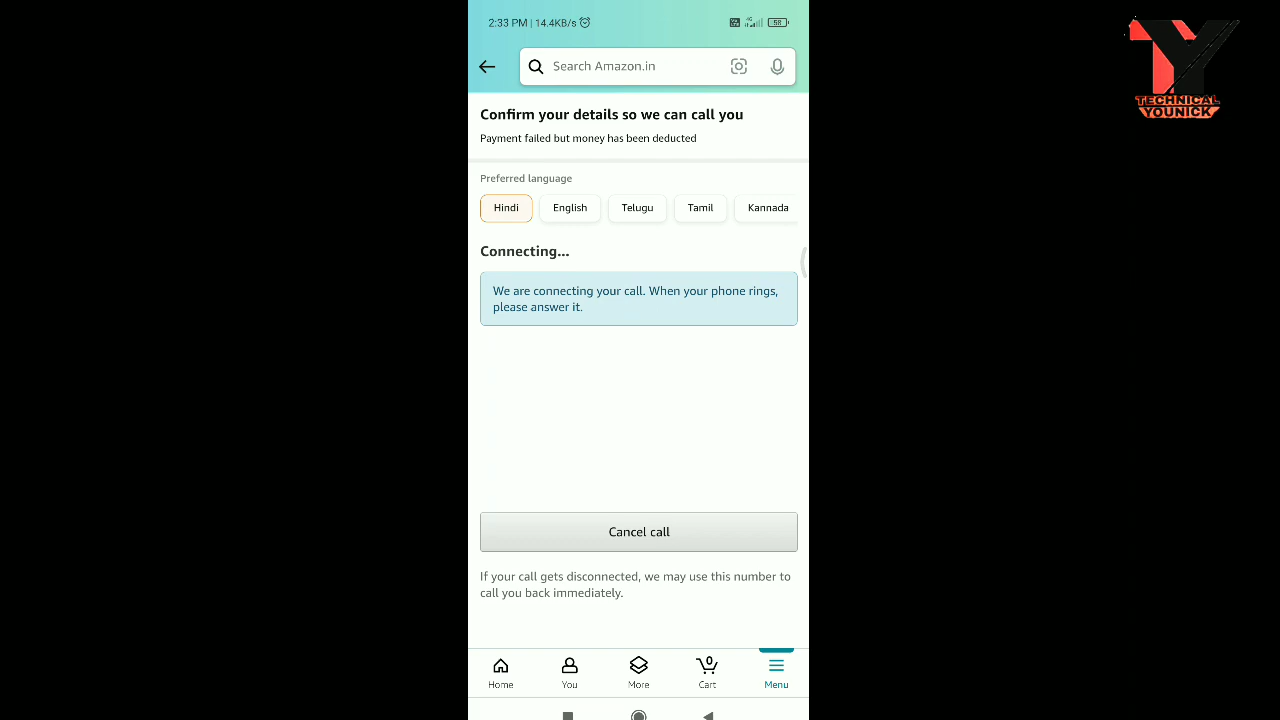 2:33 PM | 14.4KB/s
4G
58
Search Amazon.in
TECHNICAL
YOUNICK
Confirm your details so we can call you
Payment failed but money has been deducted
Preferred language
Hindi English Telugu Tamil Kannada
Connecting...
We are connecting your call. When your phone rings,
please answer it.
Cancel call
If your call gets disconnected, we may use this number to
call you back immediately.
0
Home You More Cart Menu